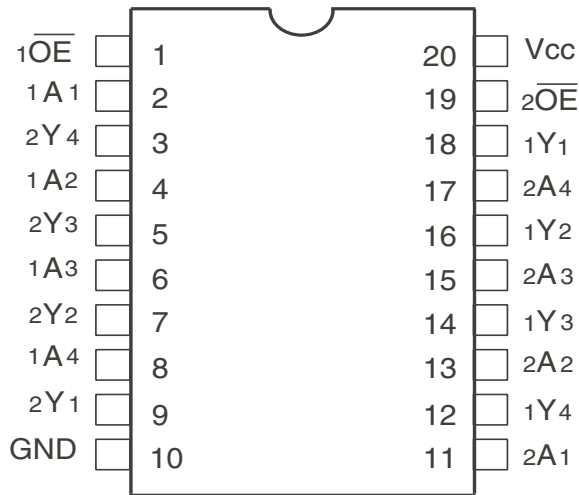 1O̅E̅ 1 20 Vcc
1A1 2 19 2O̅E̅
2Y4 3 18 1Y1
1A2 4 17 2A4
2Y3 5 16 1Y2
1A3 6 15 2A3
2Y2 7 14 1Y3
1A4 8 13 2A2
2Y1 9 12 1Y4
GND 10 11 2A1